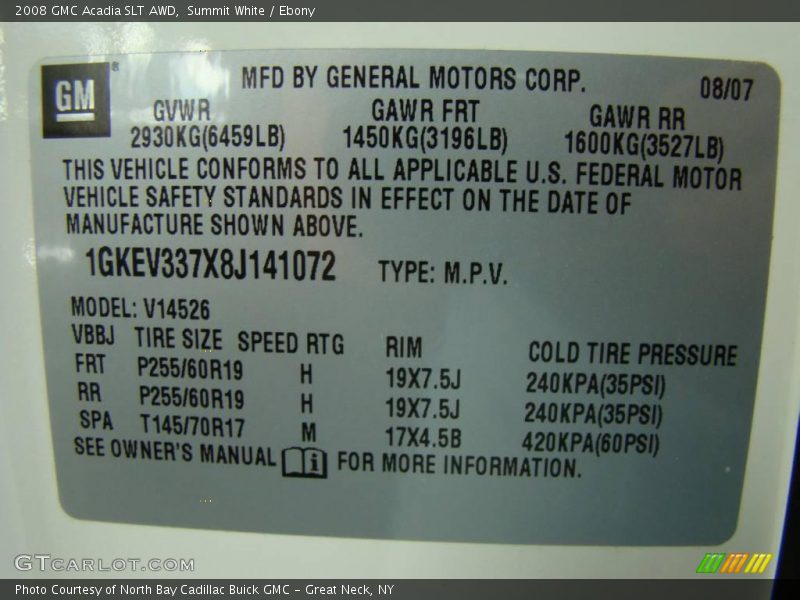 2008 GMC Acadia SLT AWD,  Summit White / Ebony
GM®
MFD BY GENERAL MOTORS CORP. 08/07
GVWR GAWR FRT GAWR RR
2930KG(6459LB) 1450KG(3196LB) 1600KG(3527LB)
THIS VEHICLE CONFORMS TO ALL APPLICABLE U.S. FEDERAL MOTOR
VEHICLE SAFETY STANDARDS IN EFFECT ON THE DATE OF
MANUFACTURE SHOWN ABOVE.
1GKEV337X8J141072 TYPE: M.P.V.
MODEL: V14526
VBBJ TIRE SIZE SPEED RTG RIM COLD TIRE PRESSURE
FRT P255/60R19 H 19X7.5J 240KPA(35PSI)
RR P255/60R19 H 19X7.5J 240KPA(35PSI)
SPA T145/70R17 M 17X4.5B 420KPA(60PSI)
SEE OWNER'S MANUAL i FOR MORE INFORMATION.
GTCARLOT.COM
Photo Courtesy of North Bay Cadillac Buick GMC – Great Neck, NY